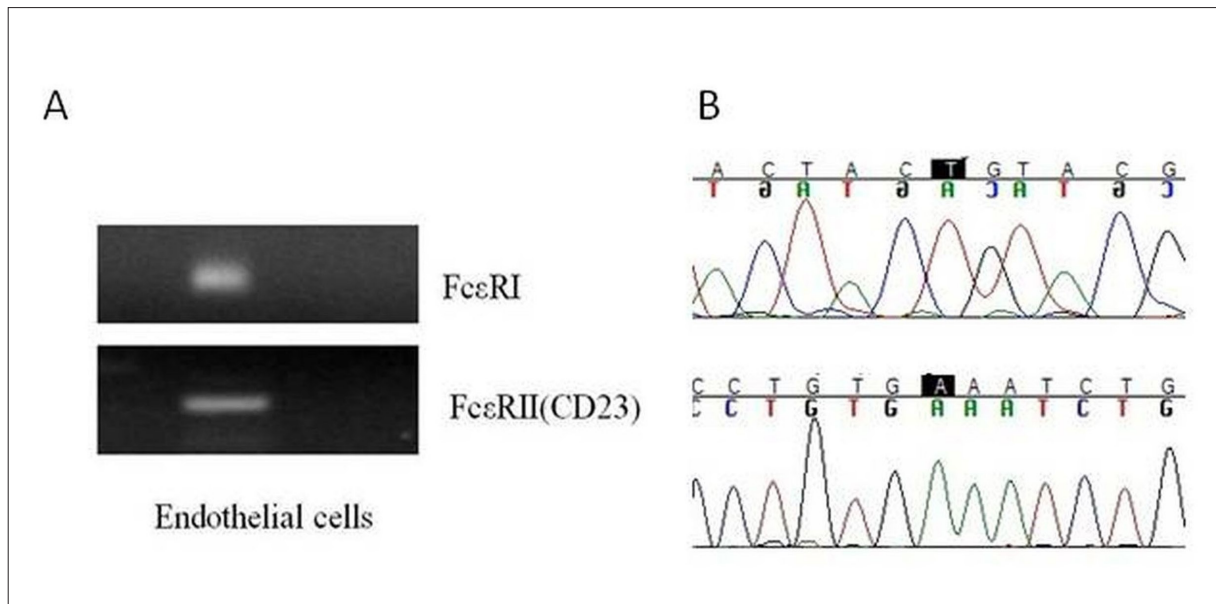 A
B
FcεRI
FcεRII(CD23)
Endothelial cells
A C T A C T G T A C G
T G A T G A C A T G C
C C T G T G A A A T C T G
C C T G T G A A A T C T G